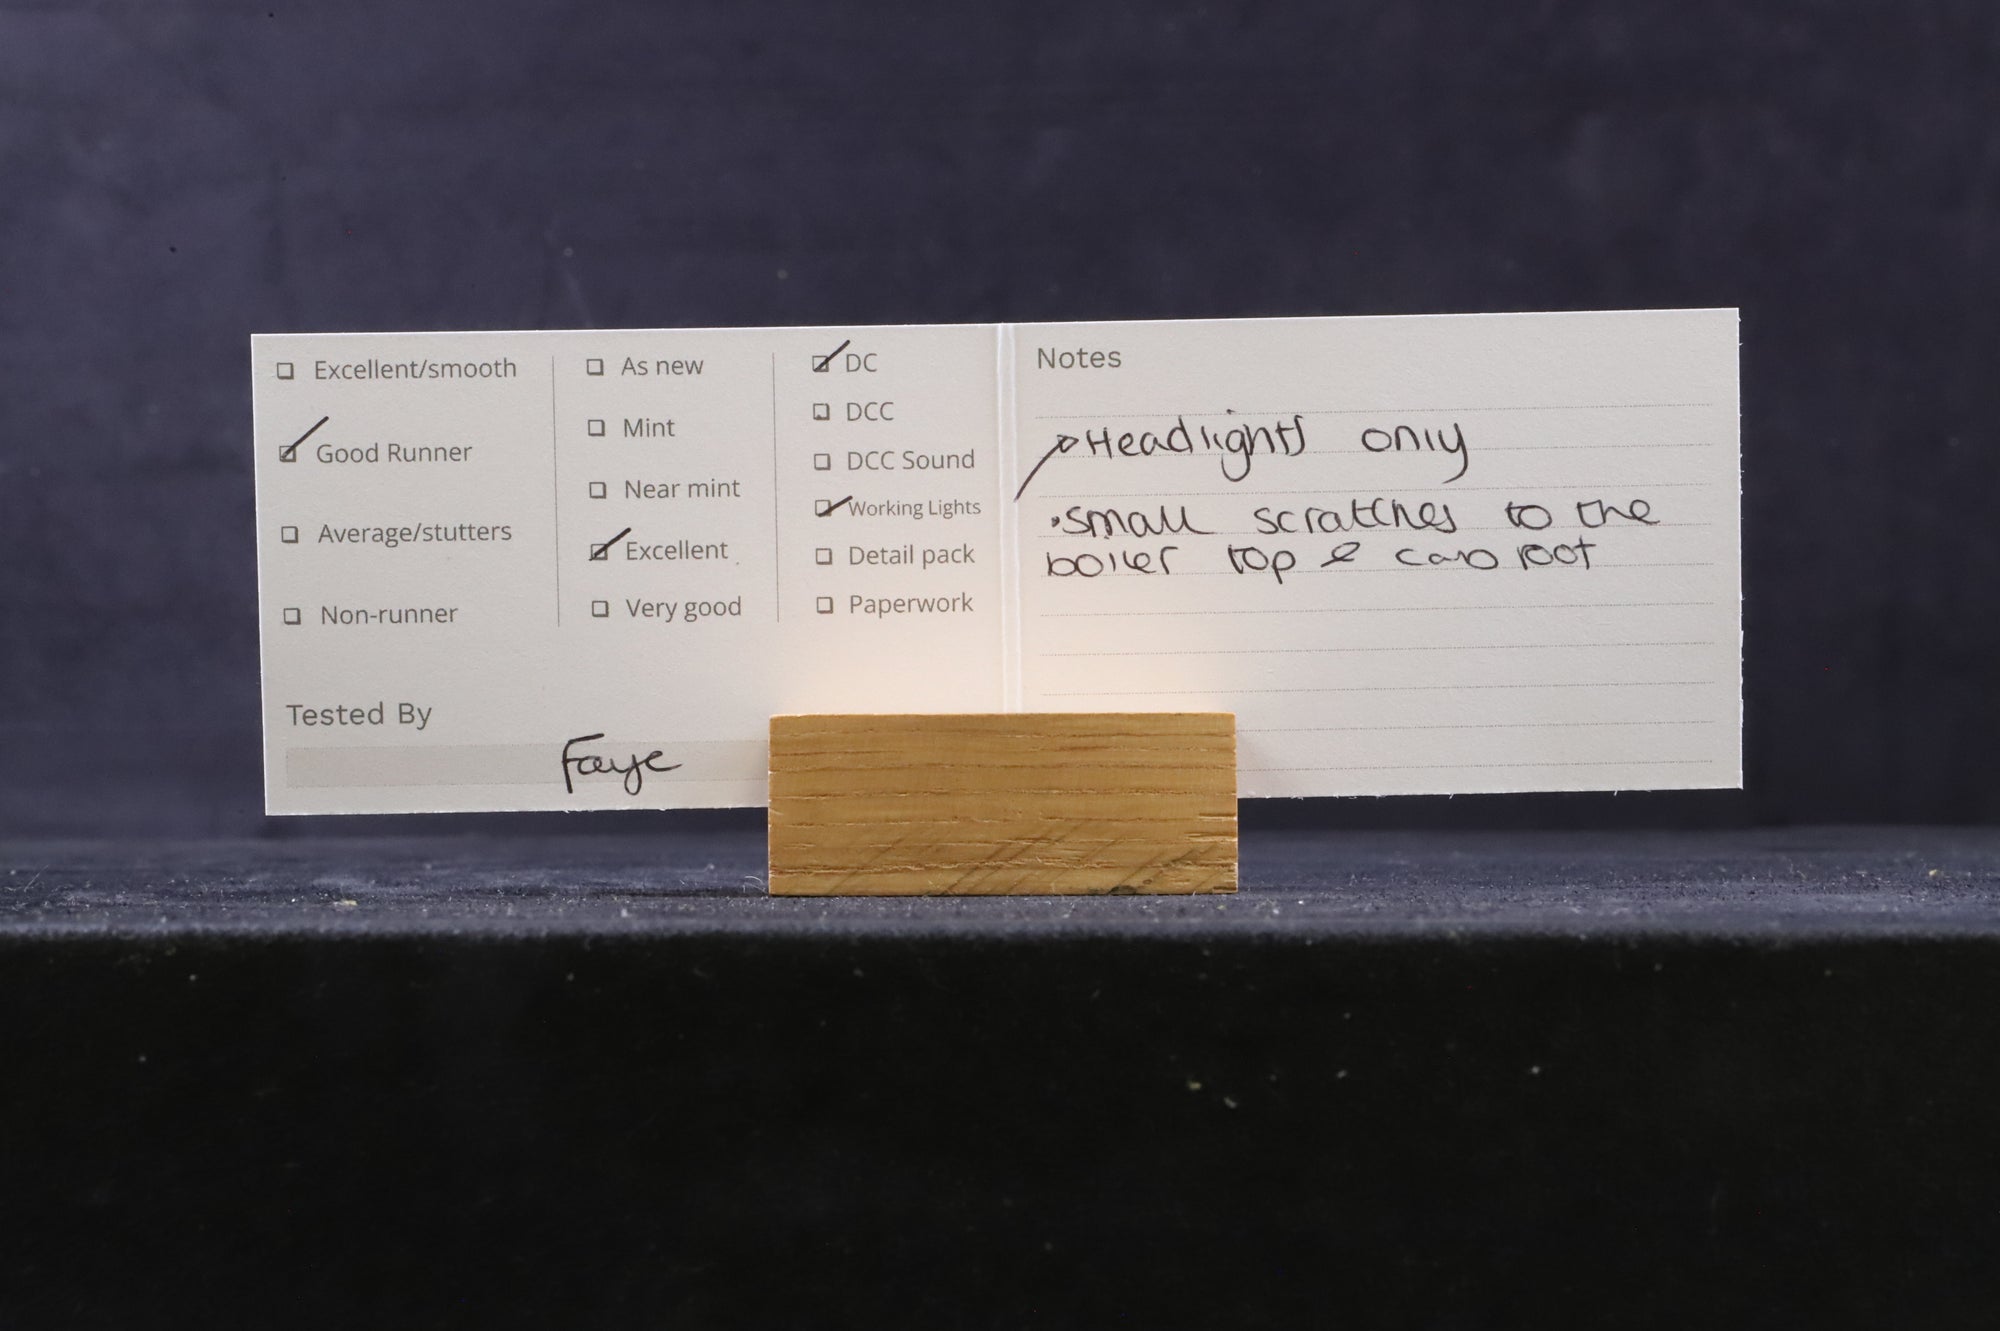 Excellent/smooth
Good Runner
Average/stutters
Non-runner
As new
Mint
Near mint
Excellent
Very good
DC
DCC
DCC Sound
Working Lights
Detail pack
Paperwork
Tested By
Faye
Notes
Headlights only
• small scratches to the
boiler top & cab roof